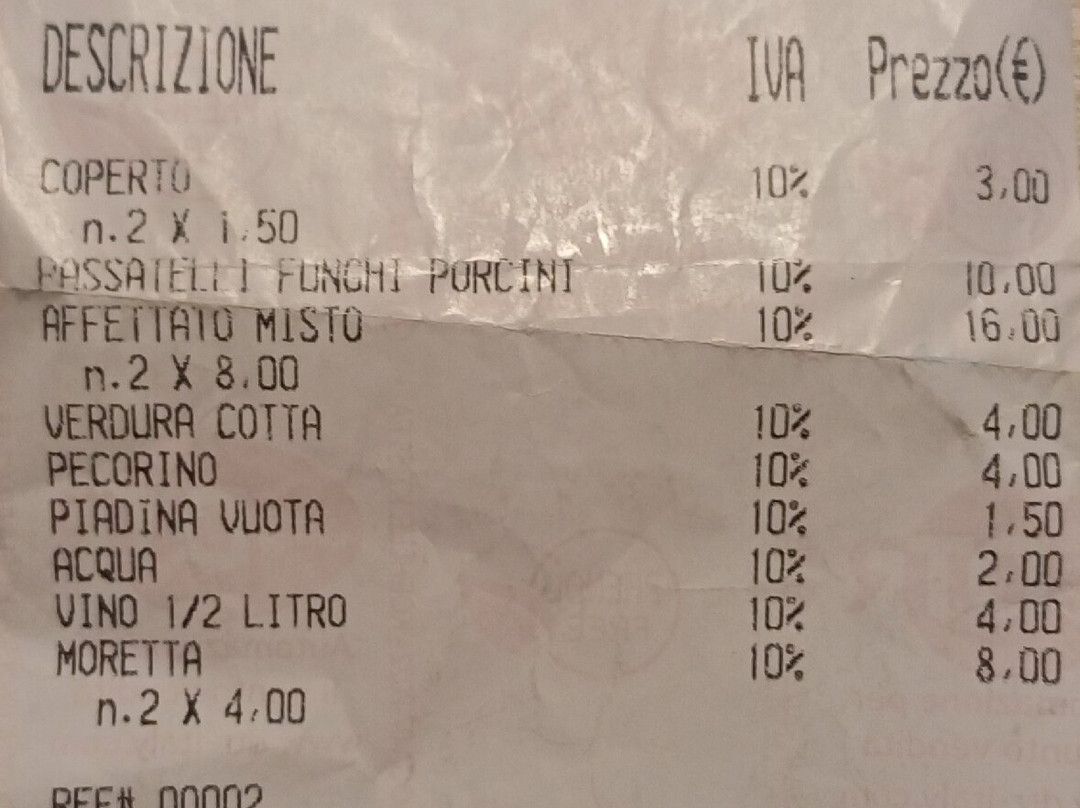 DESCRIZIONE IVA Prezzo(€)
COPERTO 10% 3,00
n.2 X 1,50
PASSATELLI FUNGHI PORCINI 10% 10,00
AFFETTATO MISTO 10% 16,00
n.2 X 8,00
VERDURA COTTA 10% 4,00
PECORINO 10% 4,00
PIADINA VUOTA 10% 1,50
ACQUA 10% 2,00
VINO 1/2 LITRO 10% 4,00
MORETTA 10% 8,00
n.2 X 4,00
REF# 00002